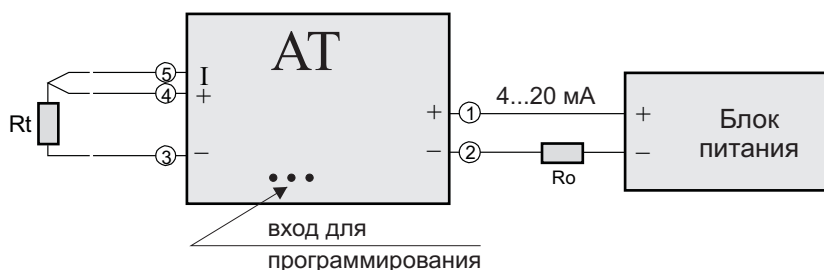 AT
5 I
4 +
Rt
3 −
+ 1 4...20 мА +
− 2 −
Ro
Блок
питания
вход для
программирования